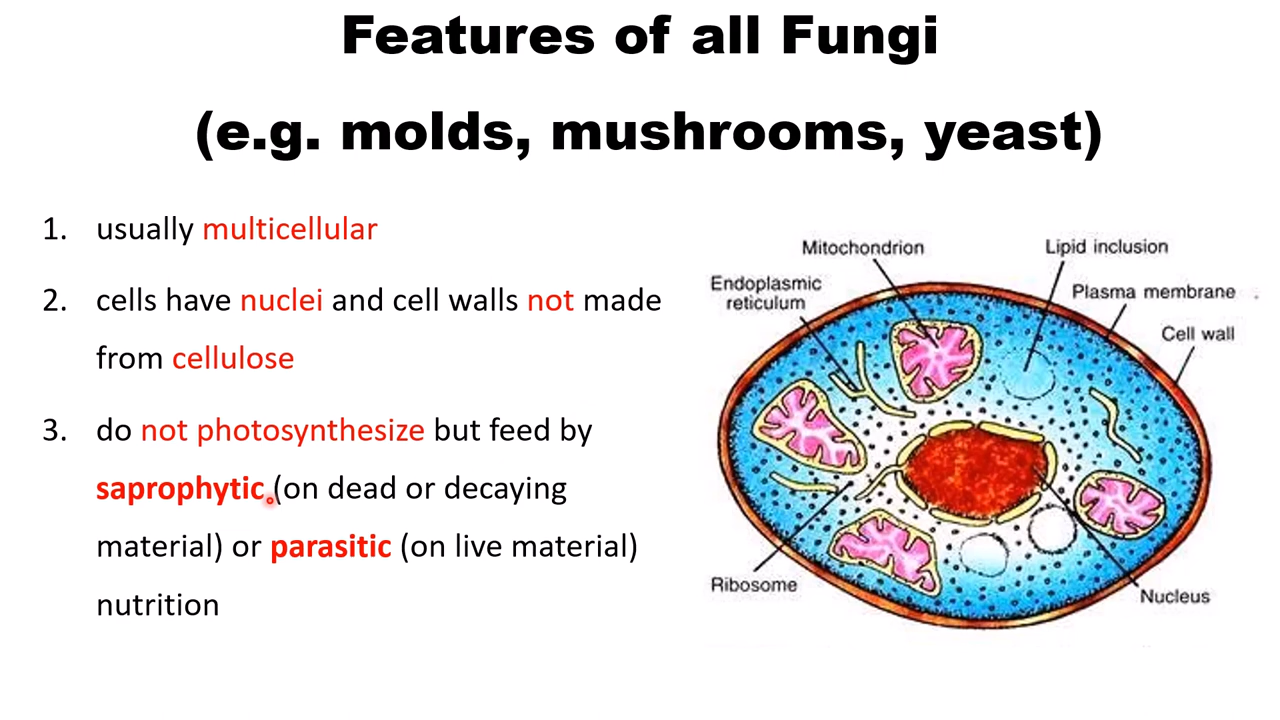 Features of all Fungi
(e.g. molds, mushrooms, yeast)
1. usually multicellular
2. cells have nuclei and cell walls not made
from cellulose
3. do not photosynthesize but feed by
saprophytic (on dead or decaying
material) or parasitic (on live material)
nutrition
Mitochondrion
Lipid inclusion
Endoplasmic
reticulum
Plasma membrane
Cell wall
Ribosome
Nucleus